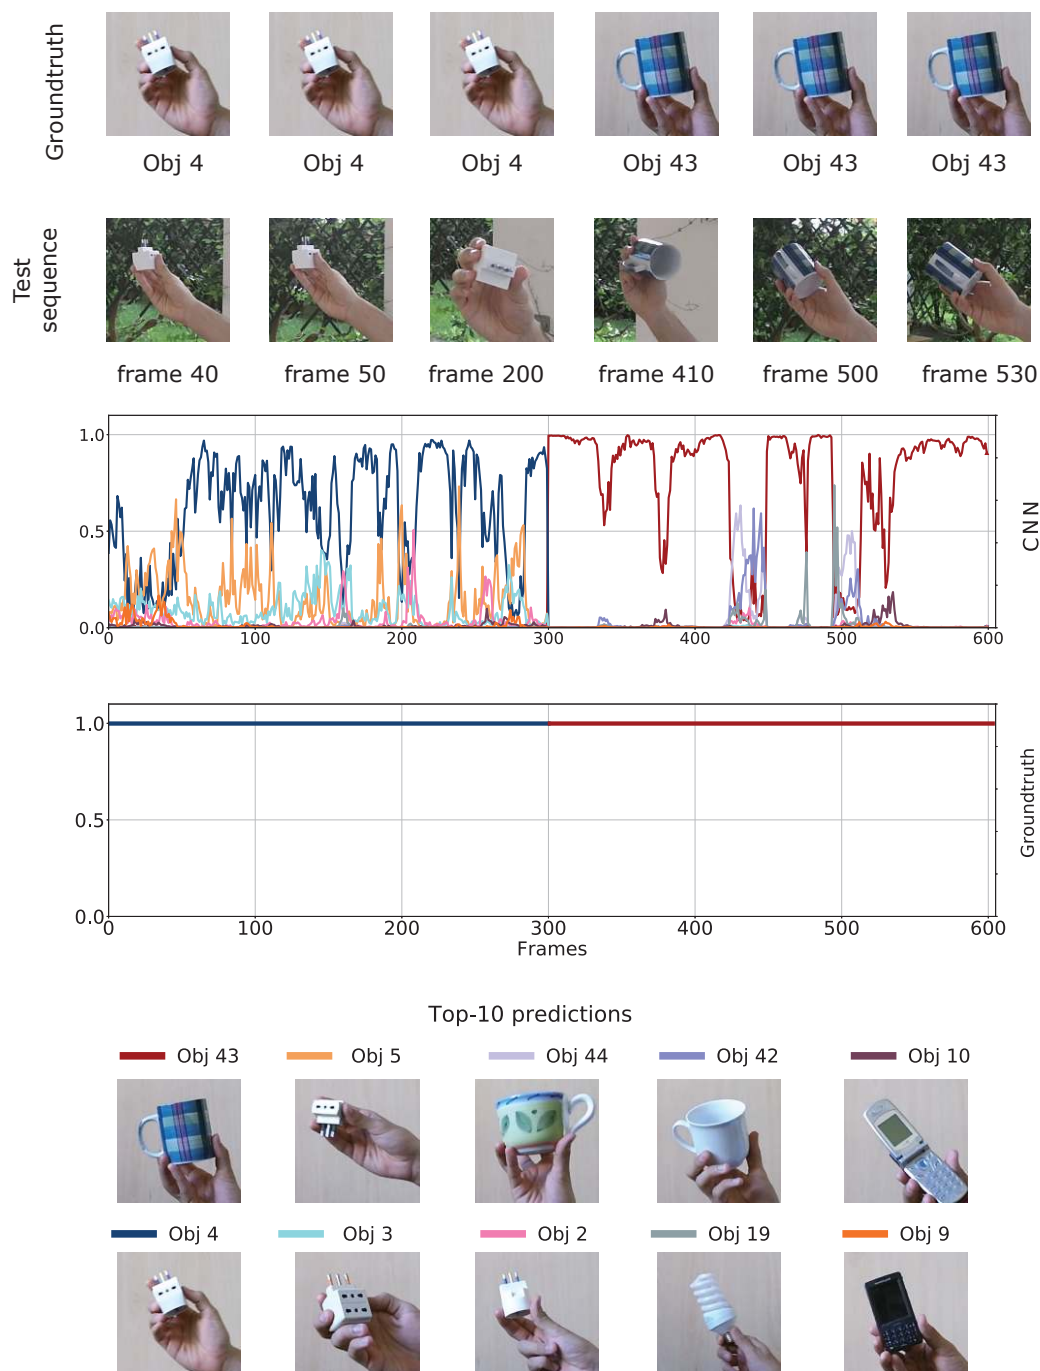 Groundtruth
Obj 4
Obj 4
Obj 4
Obj 43
Obj 43
Obj 43
Test
sequence
frame 40
frame 50
frame 200
frame 410
frame 500
frame 530
1.0
0.5
0.0
0
100
200
300
400
500
600
CNN
1.0
0.5
0.0
0
100
200
300
400
500
600
Frames
Groundtruth
Top-10 predictions
Obj 43
Obj 5
Obj 44
Obj 42
Obj 10
Obj 4
Obj 3
Obj 2
Obj 19
Obj 9